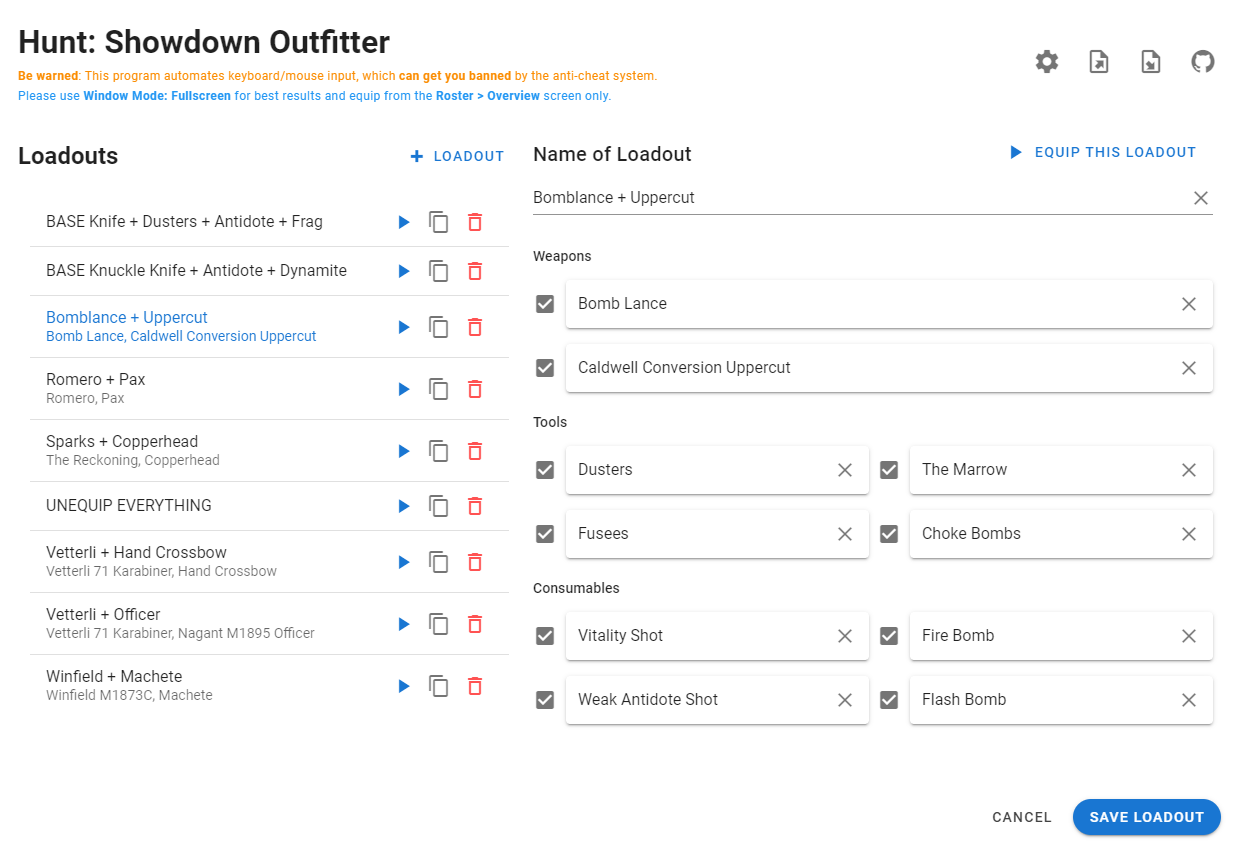 Hunt: Showdown Outfitter
Be warned: This program automates keyboard/mouse input, which can get you banned by the anti-cheat system.
Please use Window Mode: Fullscreen for best results and equip from the Roster > Overview screen only.
Loadouts
LOADOUT
BASE Knife + Dusters + Antidote + Frag
BASE Knuckle Knife + Antidote + Dynamite
Bomblance + Uppercut
Bomb Lance, Caldwell Conversion Uppercut
Romero + Pax
Romero, Pax
Sparks + Copperhead
The Reckoning, Copperhead
UNEQUIP EVERYTHING
Vetterli + Hand Crossbow
Vetterli 71 Karabiner, Hand Crossbow
Vetterli + Officer
Vetterli 71 Karabiner, Nagant M1895 Officer
Winfield + Machete
Winfield M1873C, Machete
Name of Loadout
EQUIP THIS LOADOUT
Bomblance + Uppercut
Weapons
Bomb Lance
Caldwell Conversion Uppercut
Tools
Dusters
The Marrow
Fusees
Choke Bombs
Consumables
Vitality Shot
Fire Bomb
Weak Antidote Shot
Flash Bomb
CANCEL
SAVE LOADOUT